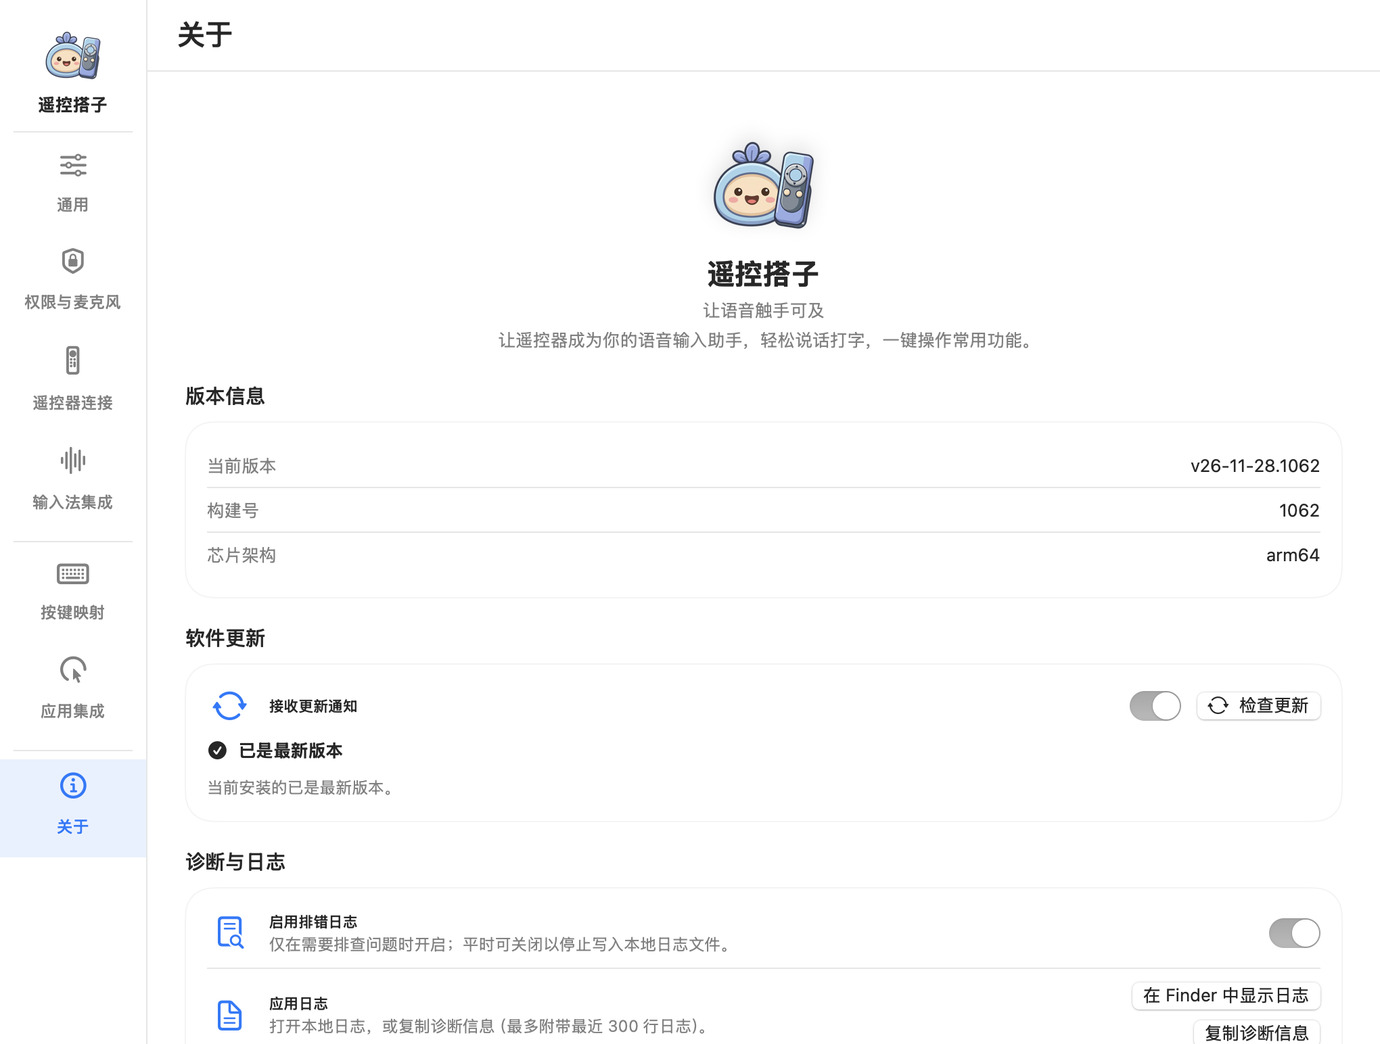 关于
遥控搭子
通用
权限与麦克风
遥控器连接
输入法集成
按键映射
应用集成
关于
遥控搭子
让语音触手可及
让遥控器成为你的语音输入助手，轻松说话打字，一键操作常用功能。
版本信息
当前版本 v26-11-28.1062
构建号 1062
芯片架构 arm64
软件更新
接收更新通知 检查更新
已是最新版本
当前安装的已是最新版本。
诊断与日志
启用排错日志
仅在需要排查问题时开启；平时可关闭以停止写入本地日志文件。
应用日志 在 Finder 中显示日志
打开本地日志，或复制诊断信息 (最多附带最近 300 行日志)。
复制诊断信息